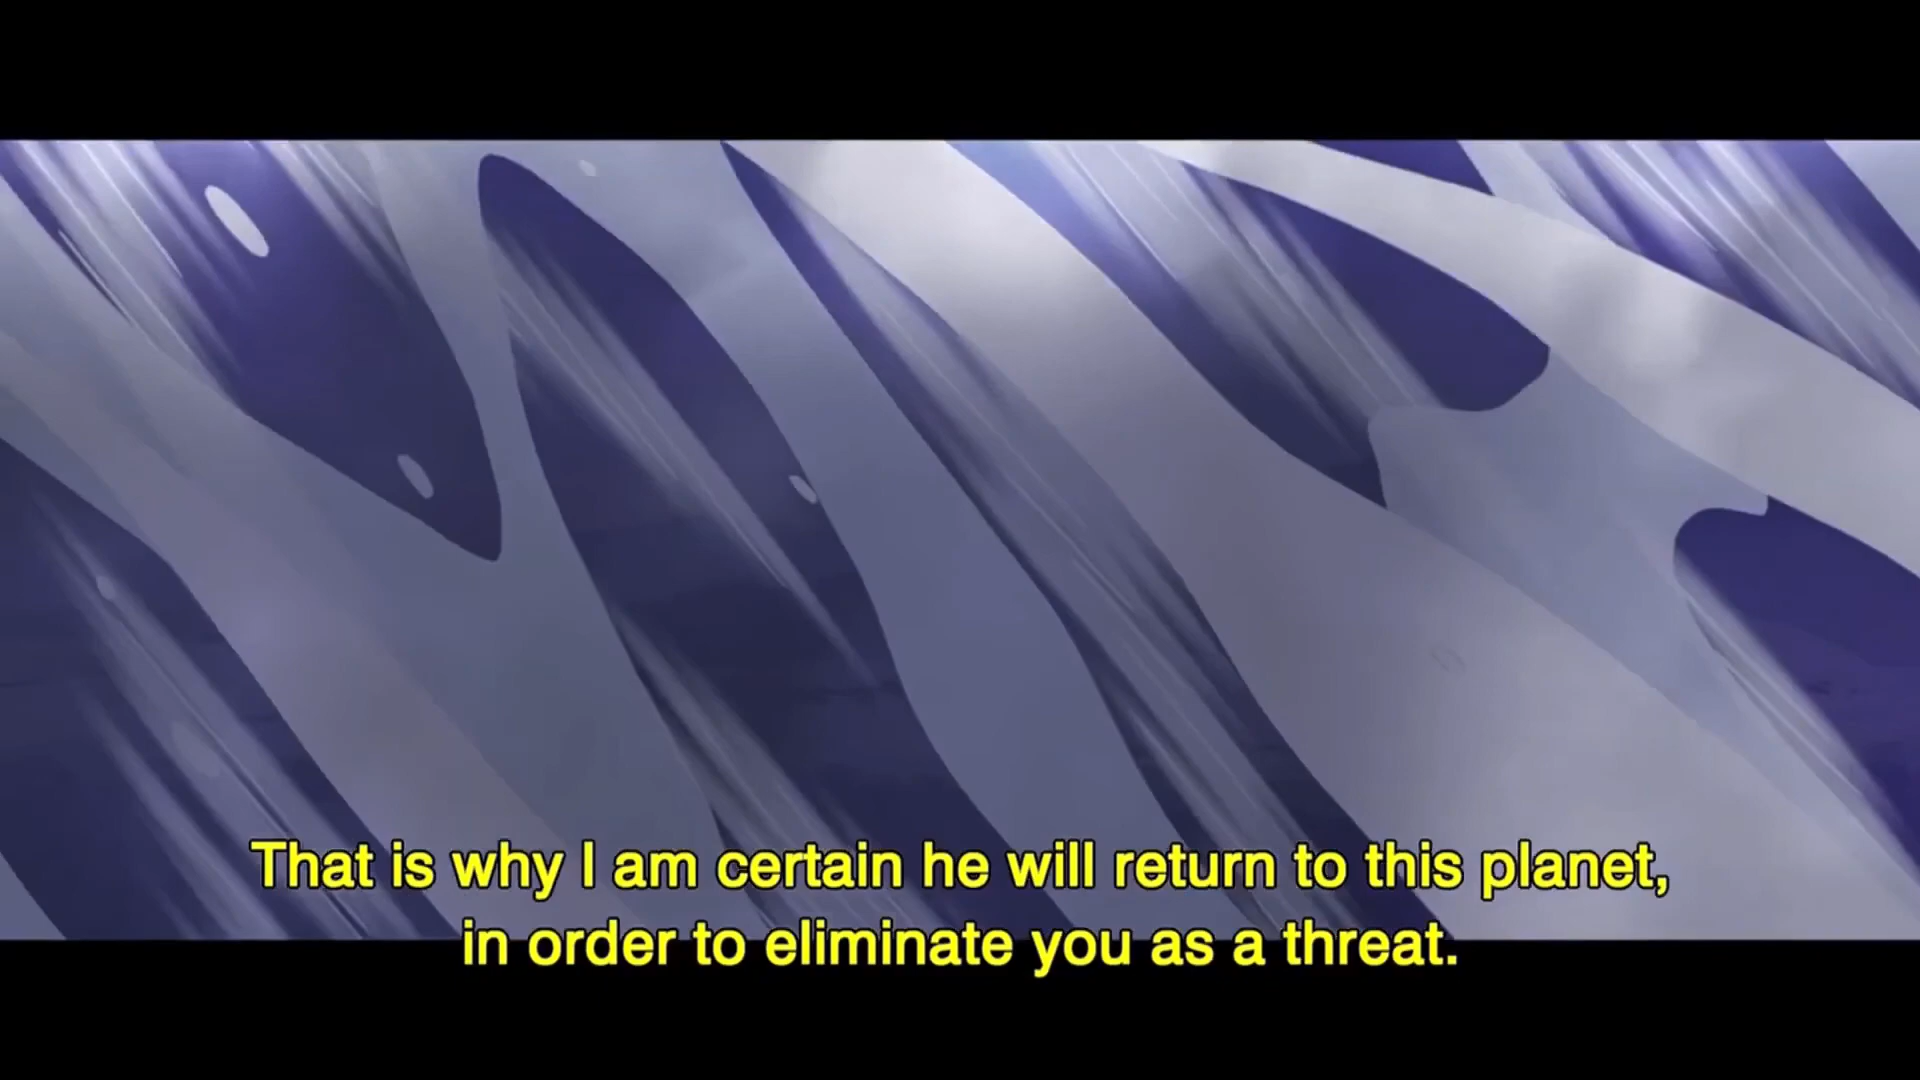 That is why I am certain he will return to this planet,
in order to eliminate you as a threat.